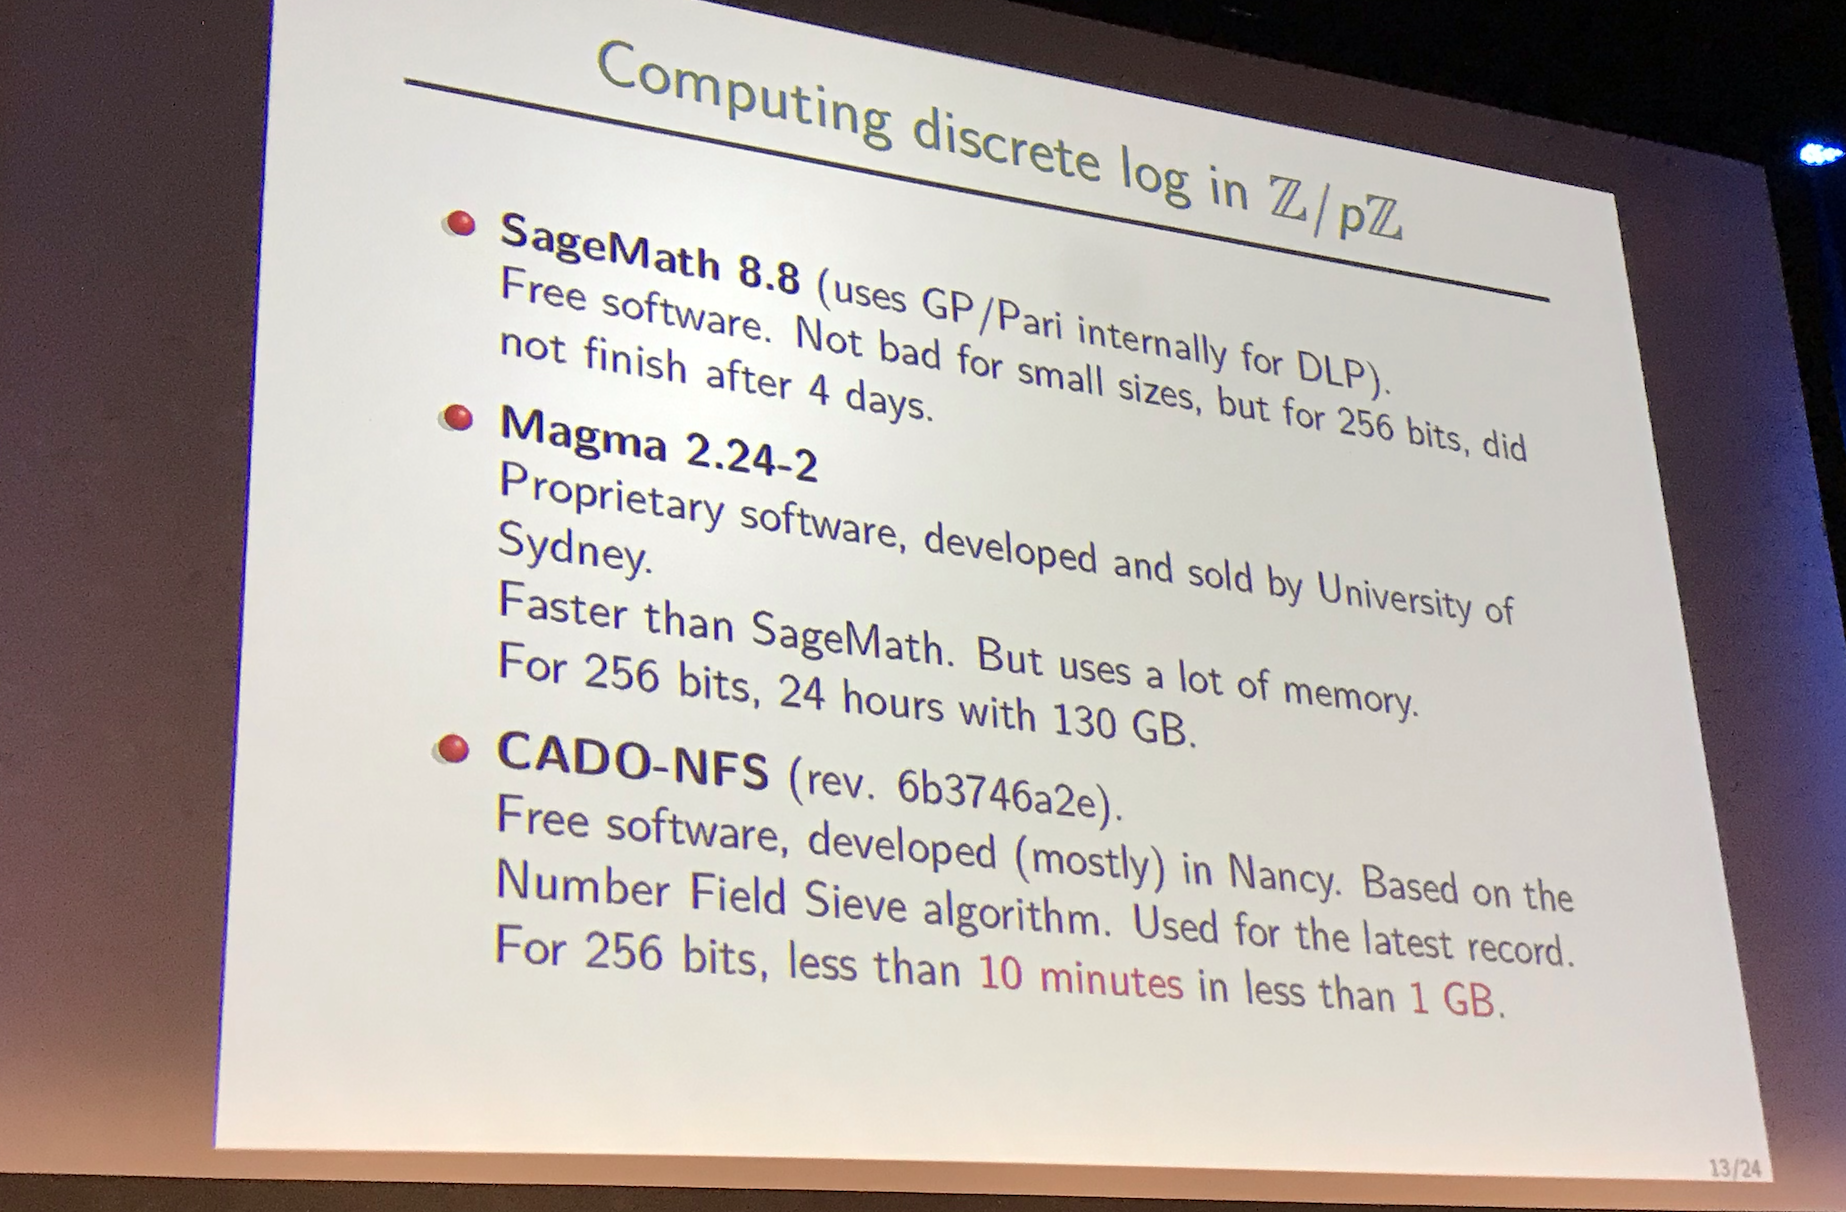 Computing discrete log in ℤ/pℤ
SageMath 8.8 (uses GP/Pari internally for DLP).
Free software. Not bad for small sizes, but for 256 bits, did
not finish after 4 days.
Magma 2.24-2
Proprietary software, developed and sold by University of
Sydney.
Faster than SageMath. But uses a lot of memory.
For 256 bits, 24 hours with 130 GB.
CADO-NFS (rev. 6b3746a2e).
Free software, developed (mostly) in Nancy. Based on the
Number Field Sieve algorithm. Used for the latest record.
For 256 bits, less than 10 minutes in less than 1 GB.
13/24